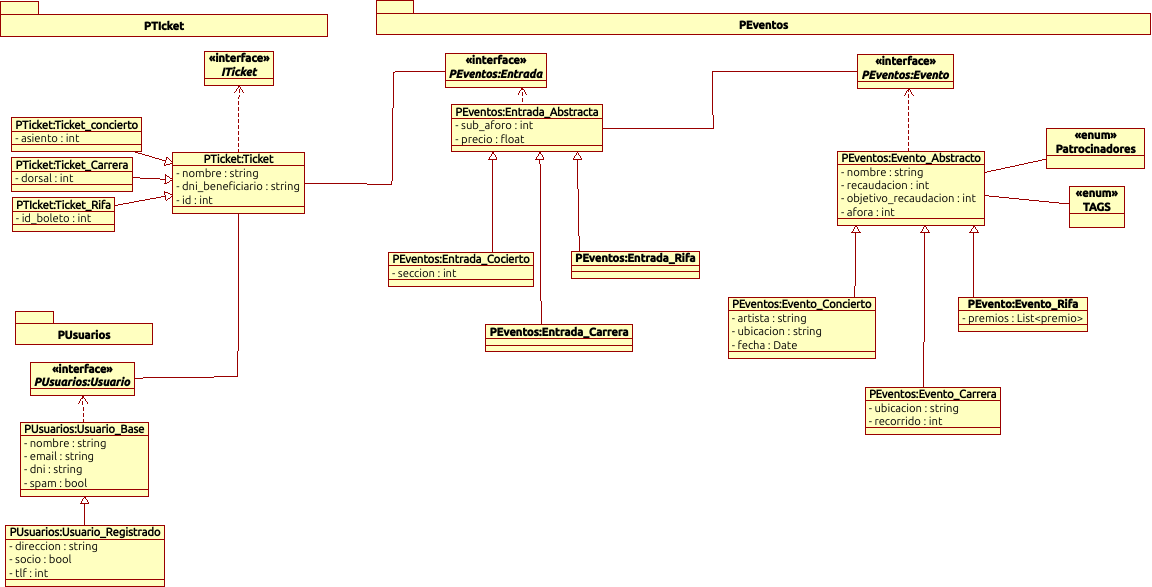 PTIcket
PEventos
«interface»
ITicket
PTicket:Ticket_concierto
- asiento : int
PTicket:Ticket_Carrera
- dorsal : int
PTIcket:Ticket_Rifa
- id_boleto : int
PTicket:Ticket
- nombre : string
- dni_beneficiario : string
- id : int
«interface»
PEventos:Entrada
PEventos:Entrada_Abstracta
- sub_aforo : int
- precio : float
PEventos:Entrada_Cocierto
- seccion : int
PEventos:Entrada_Rifa
PEventos:Entrada_Carrera
«interface»
PEventos:Evento
PEventos:Evento_Abstracto
- nombre : string
- recaudacion : int
- objetivo_recaudacion : int
- afora : int
«enum»
Patrocinadores
«enum»
TAGS
PEventos:Evento_Concierto
- artista : string
- ubicacion : string
- fecha : Date
PEvento:Evento_Rifa
- premios : List<premio>
PEventos:Evento_Carrera
- ubicacion : string
- recorrido : int
PUsuarios
«interface»
PUsuarios:Usuario
PUsuarios:Usuario_Base
- nombre : string
- email : string
- dni : string
- spam : bool
PUsuarios:Usuario_Registrado
- direccion : string
- socio : bool
- tlf : int